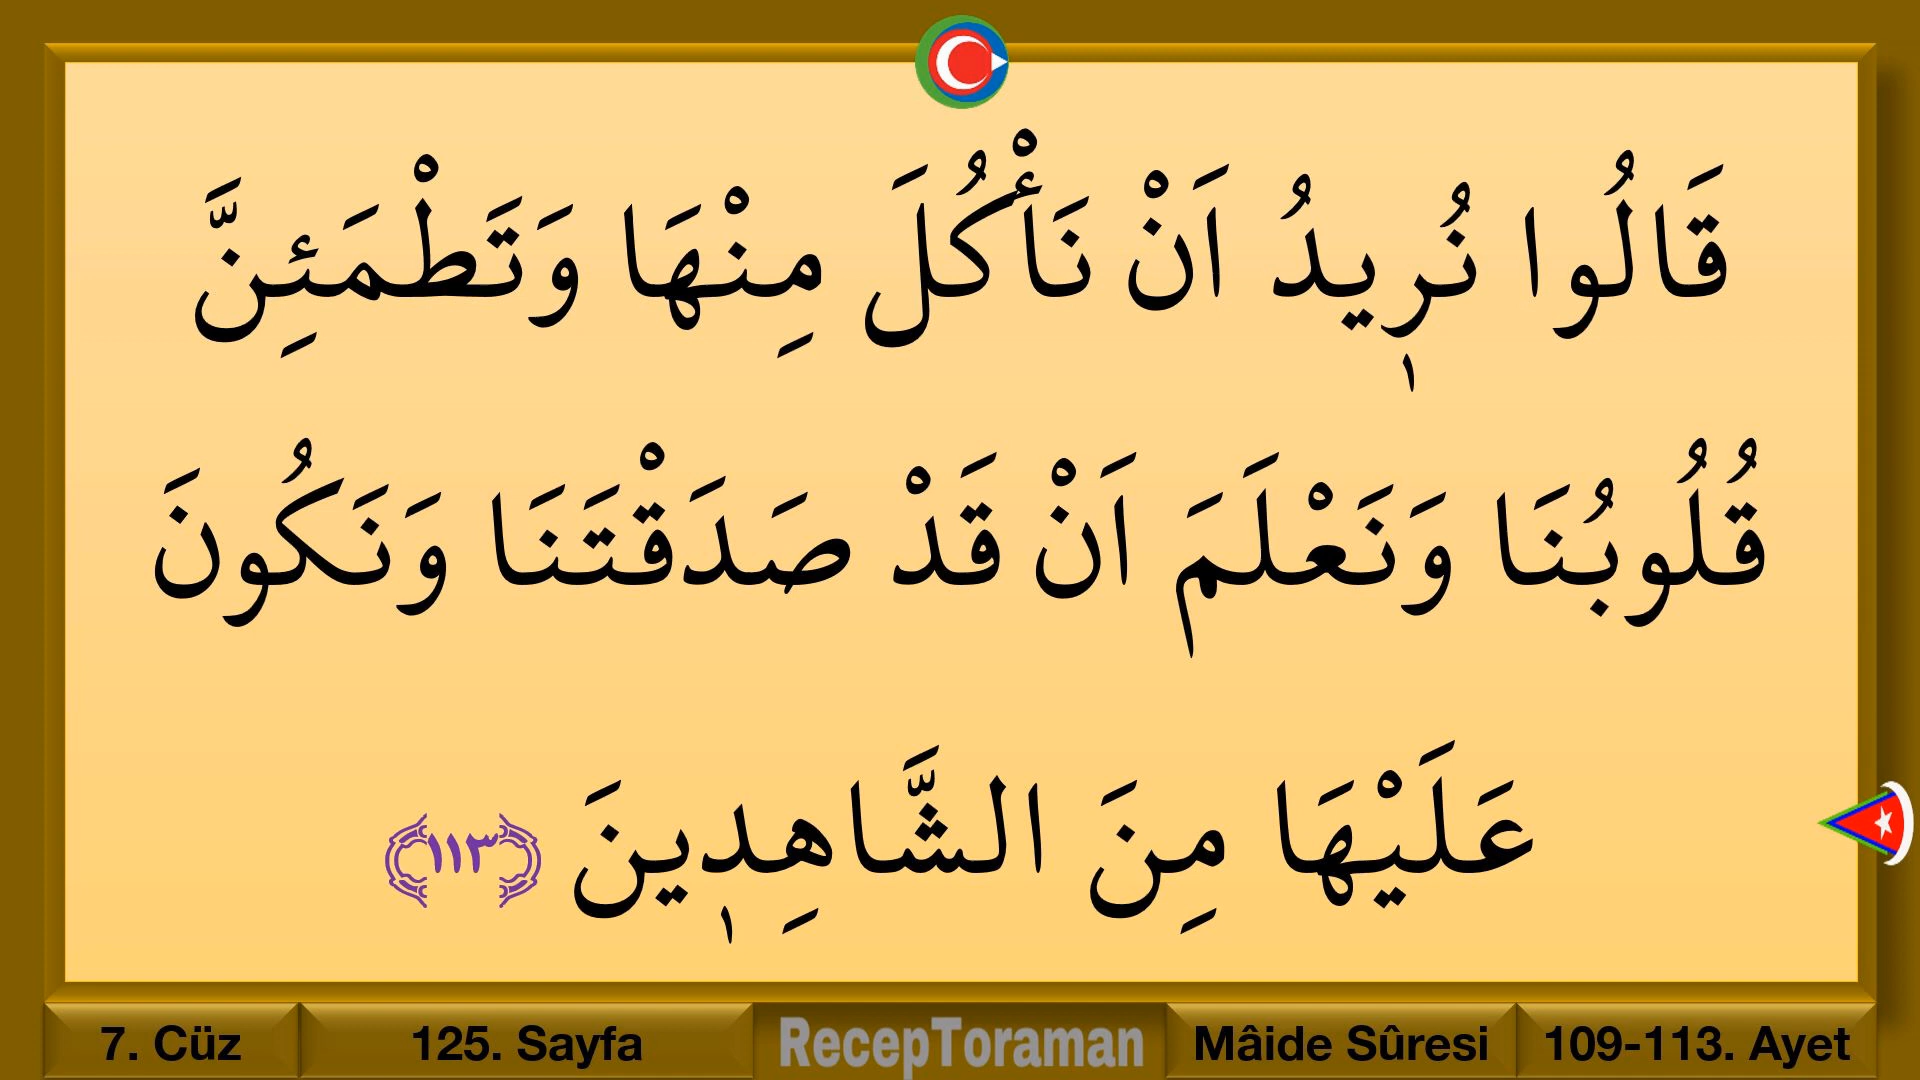 قَالُوا نُرٖيدُ اَنْ نَأْكُلَ مِنْهَا وَتَطْمَئِنَّ
قُلُوبُنَا وَنَعْلَمَ اَنْ قَدْ صَدَقْتَنَا وَنَكُونَ
عَلَيْهَا مِنَ الشَّاهِدٖينَ ﴿١١٣﴾
7. Cüz 125. Sayfa RecepToraman Mâide Sûresi 109-113. Ayet